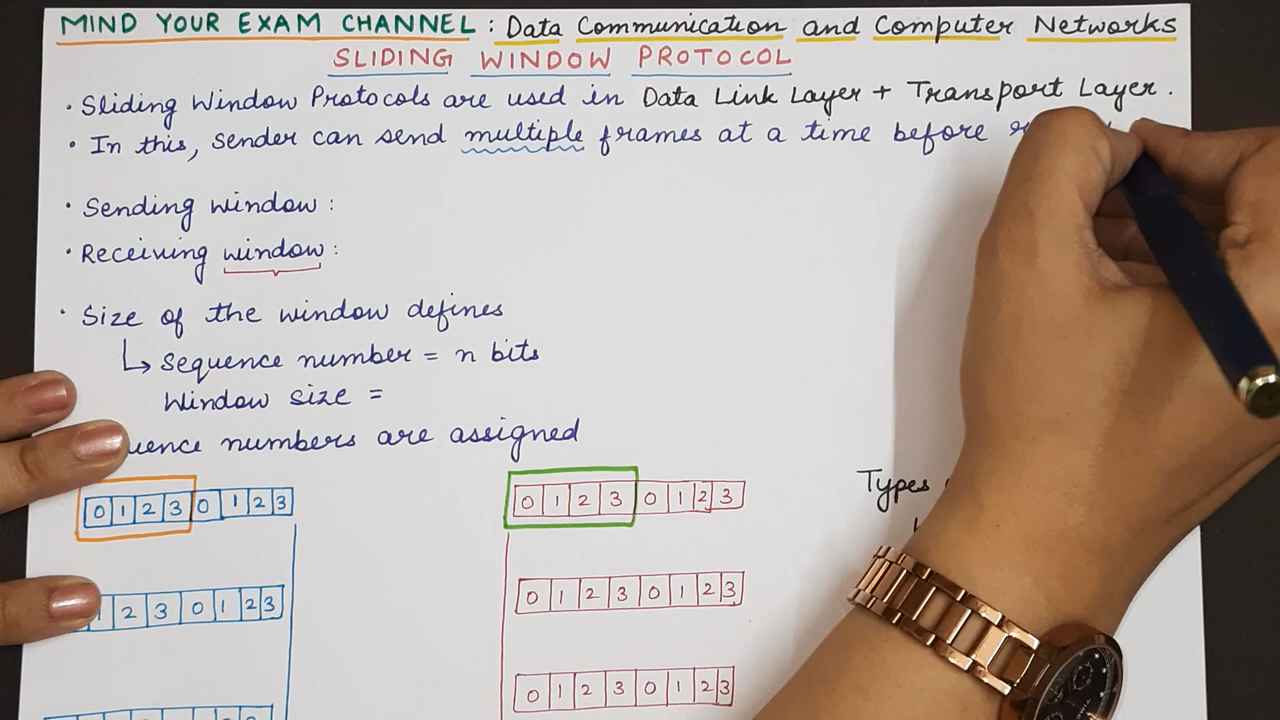 MIND YOUR EXAM CHANNEL : Data Communication and Computer Networks
SLIDING WINDOW PROTOCOL
• Sliding Window Protocols are used in Data Link Layer + Transport Layer.
• In this, sender can send multiple frames at a time before
• Sending window :
• Receiving window :
• Size of the window defines
↳ Sequence number = n bits
Window size =
numbers are assigned
0 1 2 3 0 1 2 3
0 1 2 3 0 1 2 3
Types
1 2 3 0 1 2 3
0 1 2 3 0 1 2 3
0 1 2 3 0 1 2 3